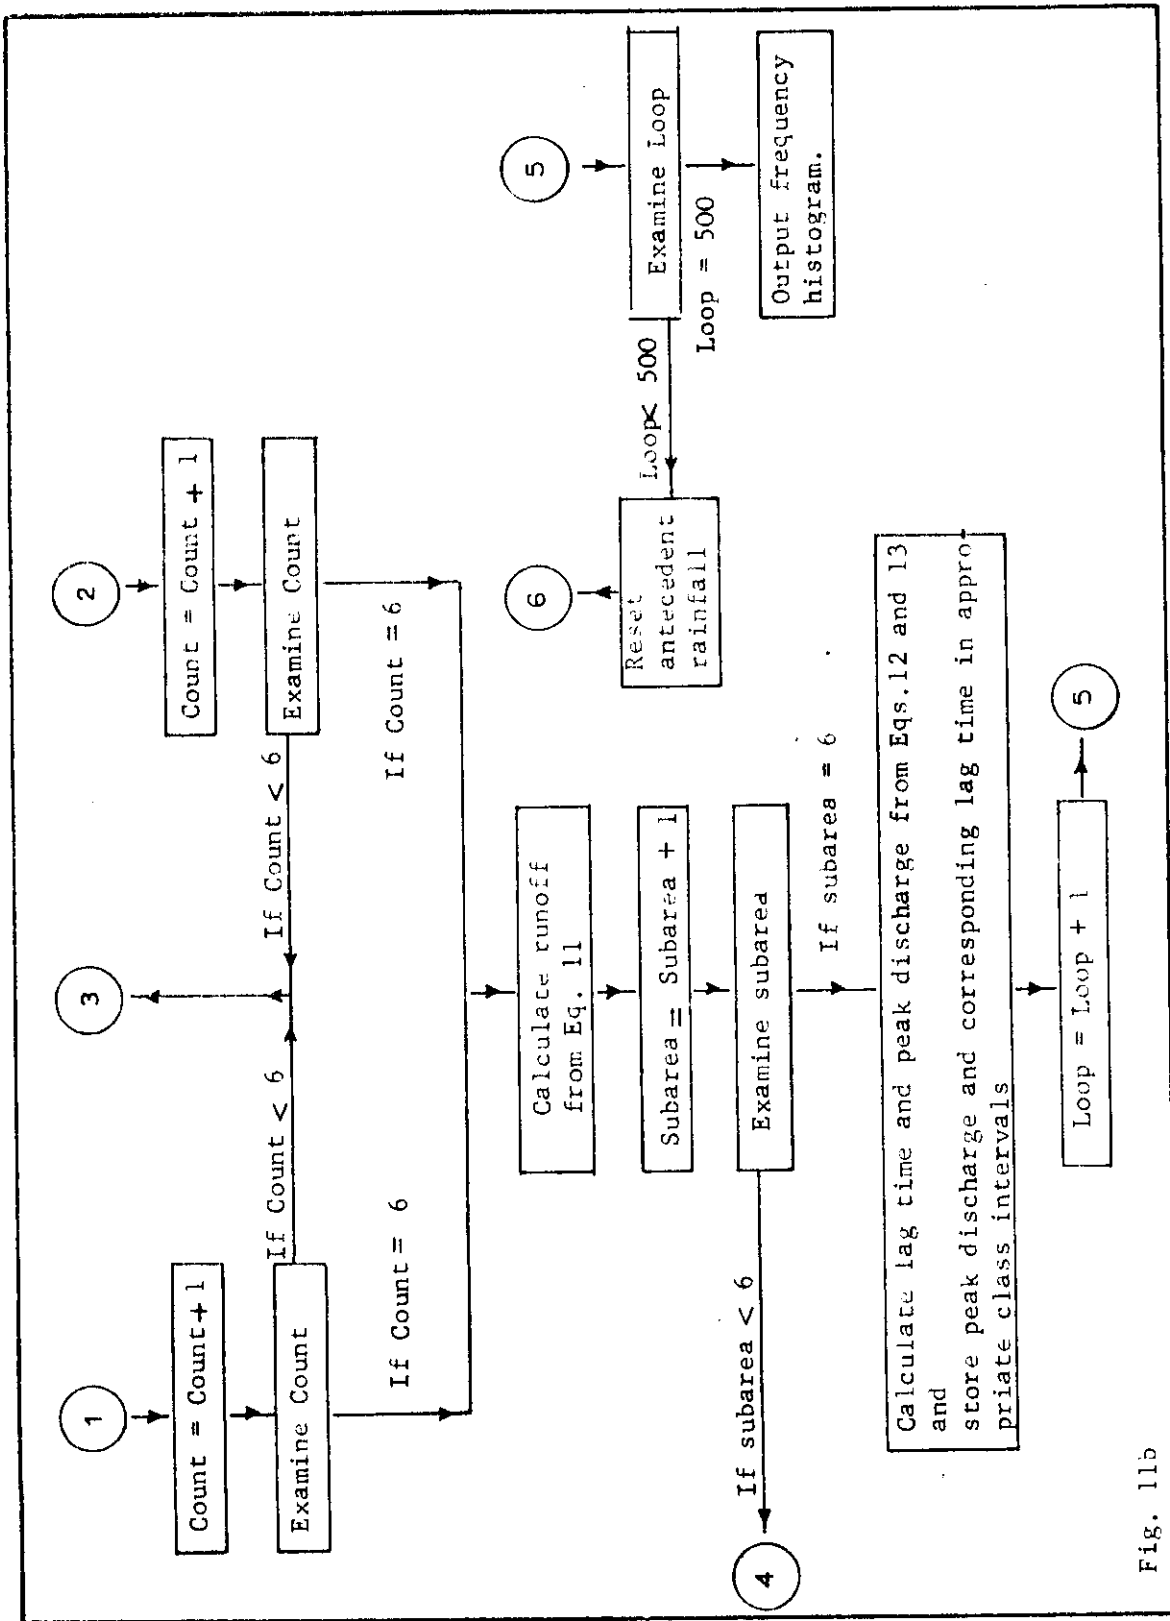 1
Count = Count + 1
Examine Count
If Count < 6
If Count = 6
3
2
Count = Count + 1
Examine Count
If Count < 6
If Count = 6
Calculate runoff
from Eq. 11
Subarea = Subarea + 1
Examine subarea
If subarea < 6
4
If subarea = 6
Calculate lag time and peak discharge from Eqs.12 and 13
and
store peak discharge and corresponding lag time in appro-
priate class intervals
Loop = Loop + 1
5
5
Examine Loop
Loop< 500
Loop = 500
Reset
antecedent
rainfall
6
Output frequency
histogram.
Fig. 11b